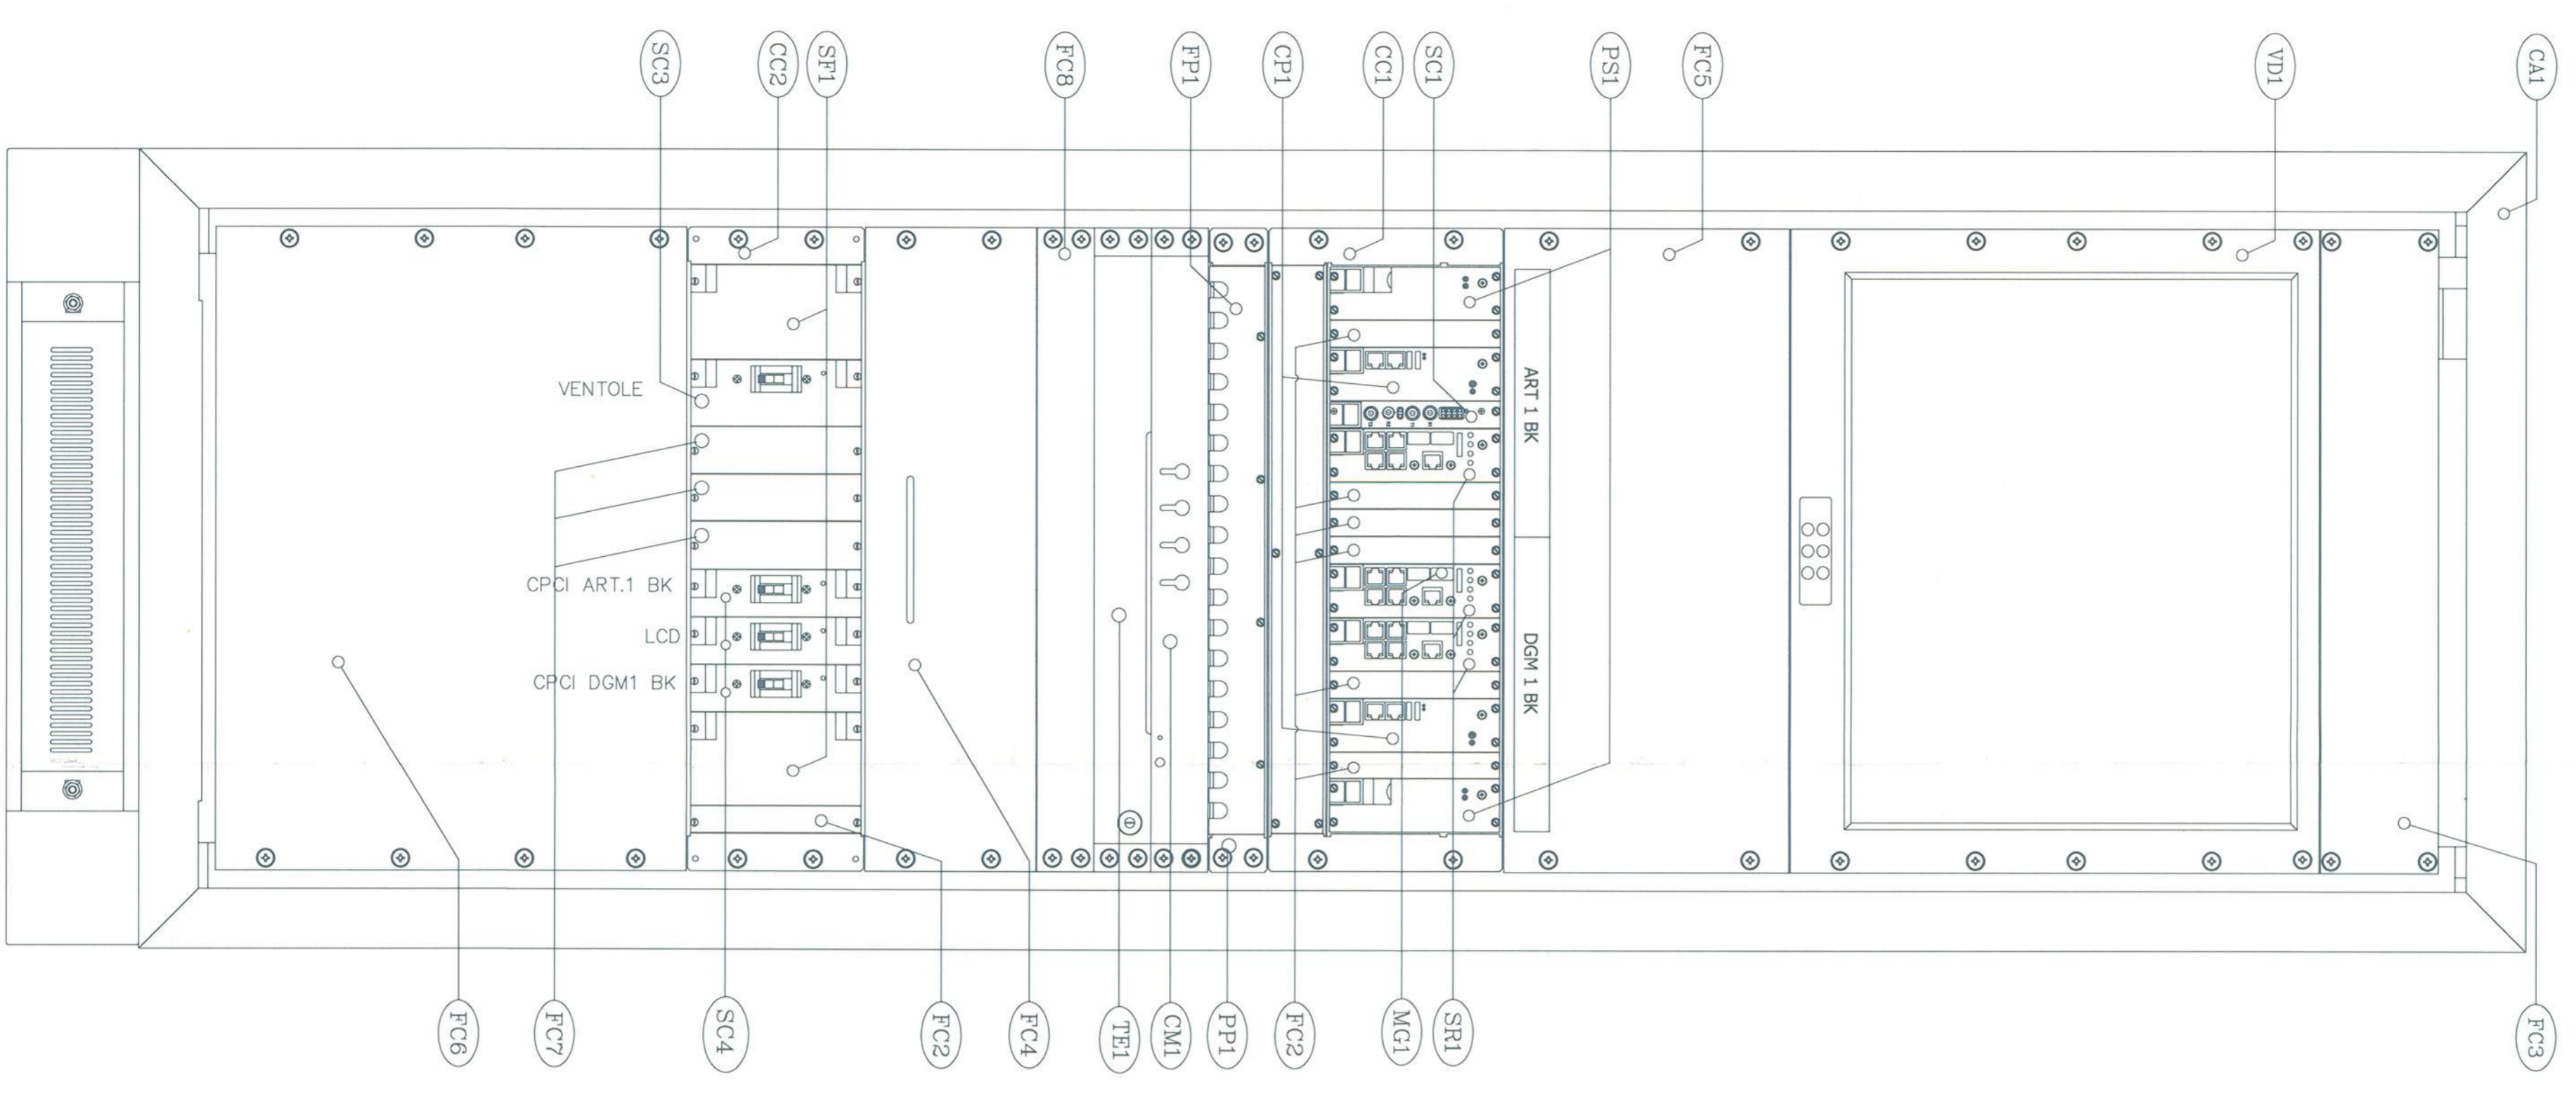 SC3
CC2
SF1
FC8
FP1
CP1
CC1
SC1
PS1
FC5
VD1
CA1
VENTOLE
CPCI ART.1 BK
LCD
CPCI DGM1 BK
ART 1 BK
DGM 1 BK
FC6
FC7
SC4
FC2
FC4
TE1
CM1
PP1
FC2
MG1
SR1
FC3